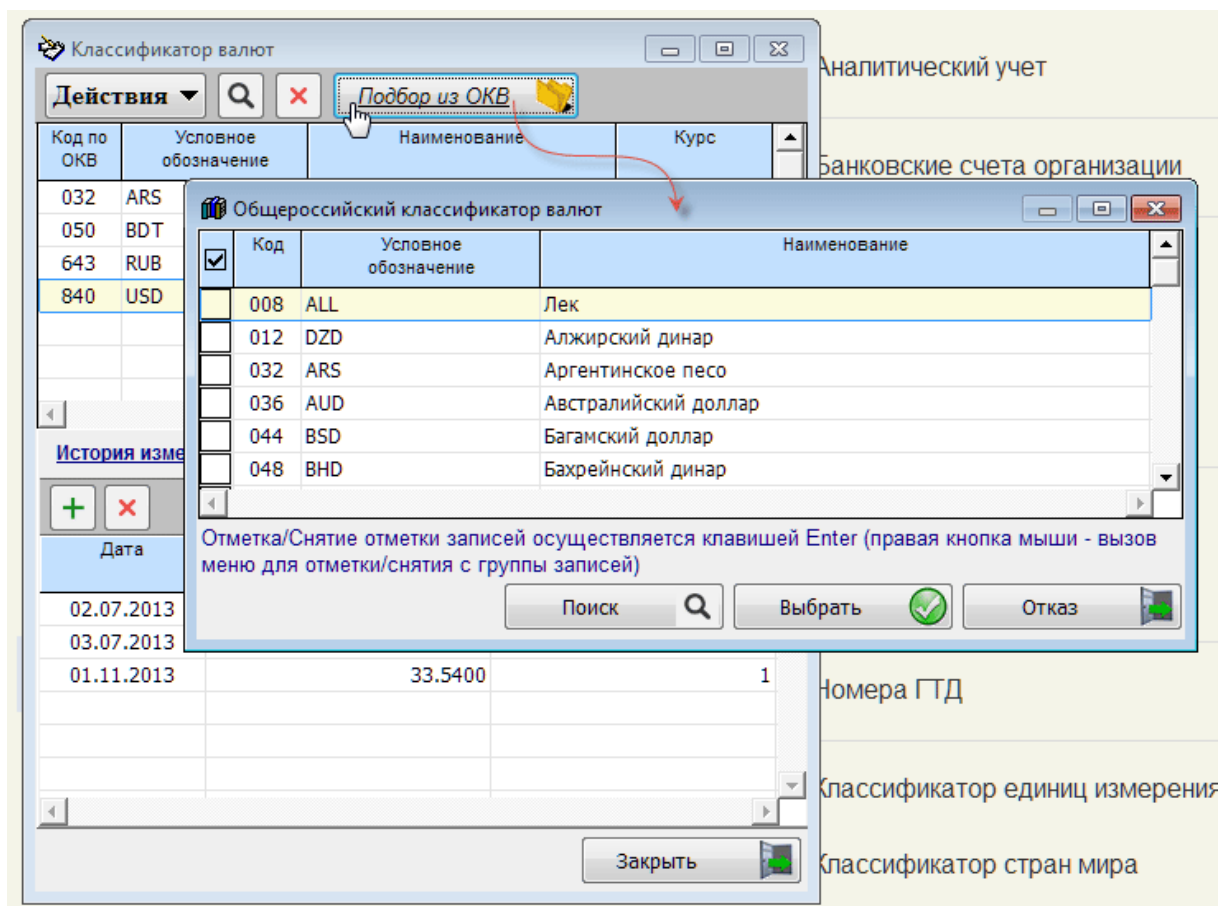 Классификатор валют
Действия
Подбор из ОКВ
Код по ОКВ
Условное обозначение
Наименование
Курс
032 ARS
050 BDT
643 RUB
840 USD
Общероссийский классификатор валют
Код
Условное обозначение
Наименование
008 ALL Лек
012 DZD Алжирский динар
032 ARS Аргентинское песо
036 AUD Австралийский доллар
044 BSD Багамский доллар
048 BHD Бахрейнский динар
Отметка/Снятие отметки записей осуществляется клавишей Enter (правая кнопка мыши - вызов
меню для отметки/снятия с группы записей)
Поиск
Выбрать
Отказ
История изме
Дата
02.07.2013
03.07.2013
01.11.2013 33.5400 1
Закрыть
Аналитический учет
Банковские счета организации
Номера ГТД
Классификатор единиц измерения
Классификатор стран мира